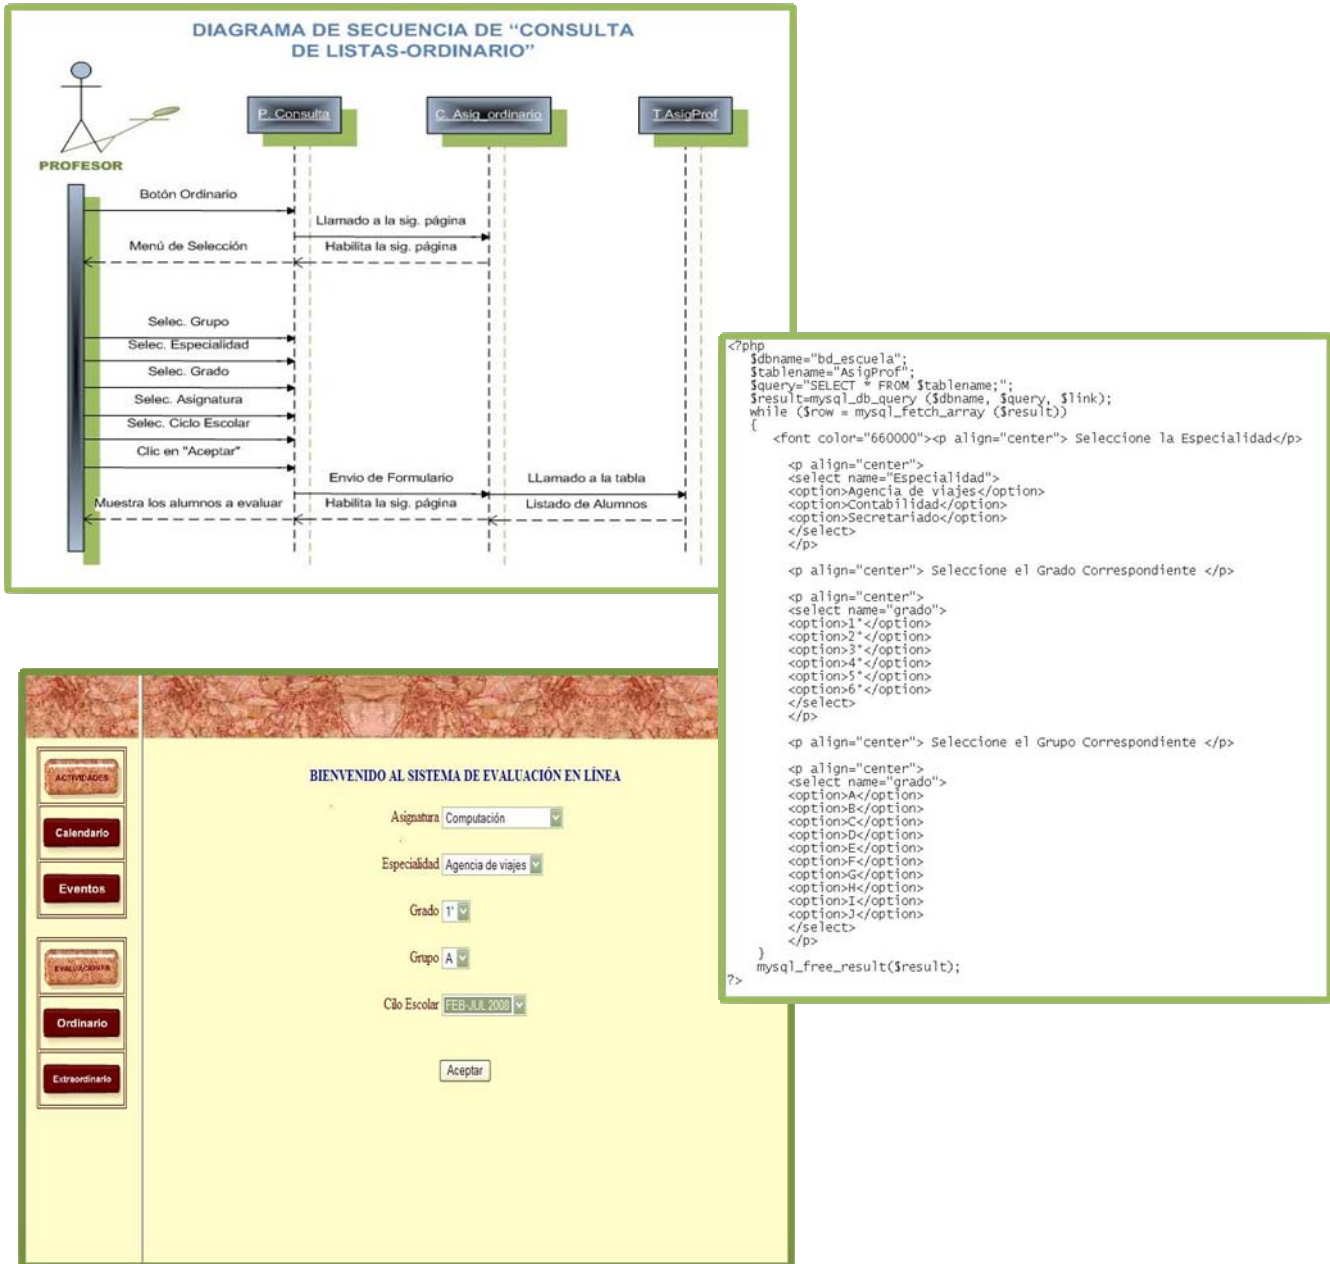 DIAGRAMA DE SECUENCIA DE “CONSULTA
DE LISTAS-ORDINARIO”
P. Consulta
C. Asig_ordinario
T.AsigProf
PROFESOR
Botón Ordinario
Llamado a la sig. página
Menú de Selección
Habilita la sig. página
Selec. Grupo
Selec. Especialidad
Selec. Grado
Selec. Asignatura
Selec. Ciclo Escolar
Clic en "Aceptar"
Envio de Formulario
LLamado a la tabla
Muestra los alumnos a evaluar
Habilita la sig. página
Listado de Alumnos
<?php
$dbname="bd_escuela";
$tablename="AsigProf";
$query="SELECT * FROM $tablename;";
$result=mysql_db_query ($dbname, $query, $link);
while ($row = mysql_fetch_array ($result))
{
<font color="660000"><p align="center"> Seleccione la Especialidad</p>
<p align="center">
<select name="Especialidad">
<option>Agencia de viajes</option>
<option>Contabilidad</option>
<option>Secretariado</option>
</select>
</p>
<p align="center"> Seleccione el Grado Correspondiente </p>
<p align="center">
<select name="grado">
<option>1°</option>
<option>2°</option>
<option>3°</option>
<option>4°</option>
<option>5°</option>
<option>6°</option>
</select>
</p>
<p align="center"> Seleccione el Grupo Correspondiente </p>
<p align="center">
<select name="grado">
<option>A</option>
<option>B</option>
<option>C</option>
<option>D</option>
<option>E</option>
<option>F</option>
<option>G</option>
<option>H</option>
<option>I</option>
<option>J</option>
</select>
</p>
}
mysql_free_result($result);
?>
ACTIVIDADES
Calendario
Eventos
EVALUACIONES
Ordinario
Extraordinario
BIENVENIDO AL SISTEMA DE EVALUACIÓN EN LÍNEA
Asignatura Computación
Especialidad Agencia de viajes
Grado 1°
Grupo A
Cilo Escolar FEB-JUL 2008
Aceptar